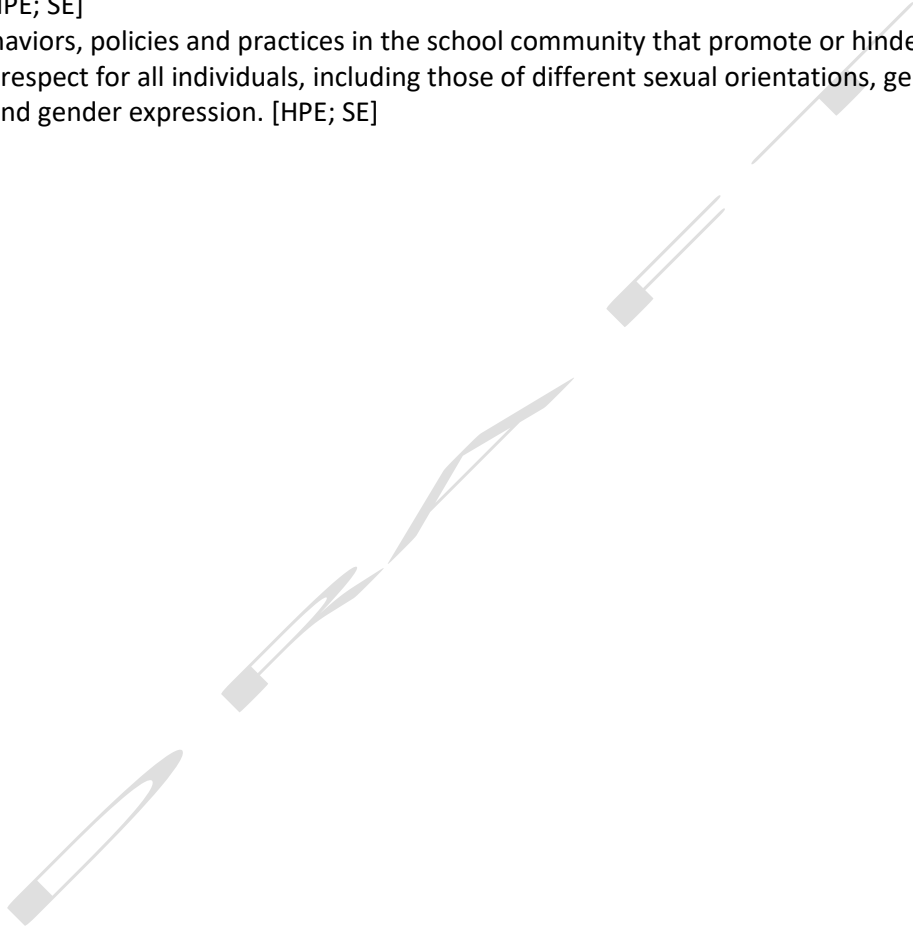 HPE; SE]
haviors, policies and practices in the school community that promote or hinde
respect for all individuals, including those of different sexual orientations, ge
nd gender expression. [HPE; SE]